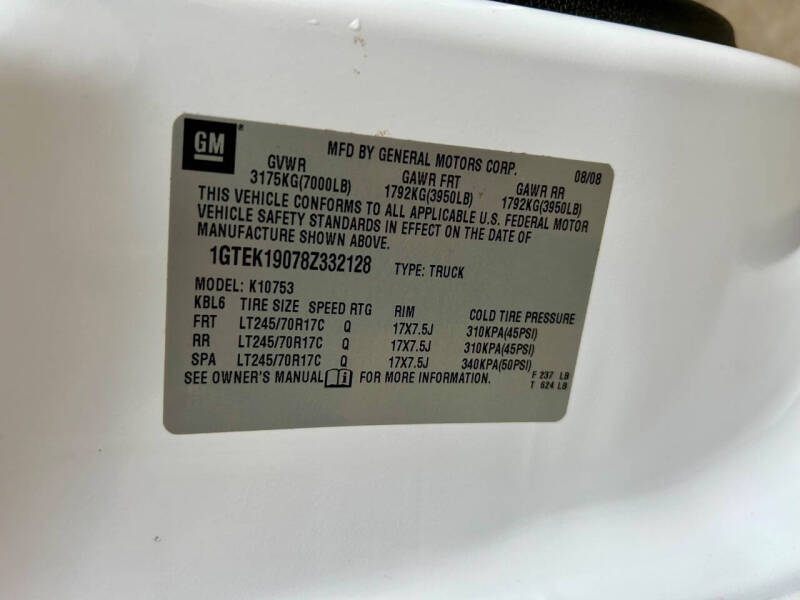 GM ®
MFD BY GENERAL MOTORS CORP. 08/08
GVWR GAWR FRT GAWR RR
3175KG(7000LB) 1792KG(3950LB) 1792KG(3950LB)
THIS VEHICLE CONFORMS TO ALL APPLICABLE U.S. FEDERAL MOTOR
VEHICLE SAFETY STANDARDS IN EFFECT ON THE DATE OF
MANUFACTURE SHOWN ABOVE.
1GTEK19078Z332128 TYPE: TRUCK
MODEL: K10753
KBL6 TIRE SIZE SPEED RTG RIM COLD TIRE PRESSURE
FRT LT245/70R17C Q 17X7.5J 310KPA(45PSI)
RR LT245/70R17C Q 17X7.5J 310KPA(45PSI)
SPA LT245/70R17C Q 17X7.5J 340KPA(50PSI)
SEE OWNER'S MANUAL i FOR MORE INFORMATION.
F 237 LB
T 624 LB